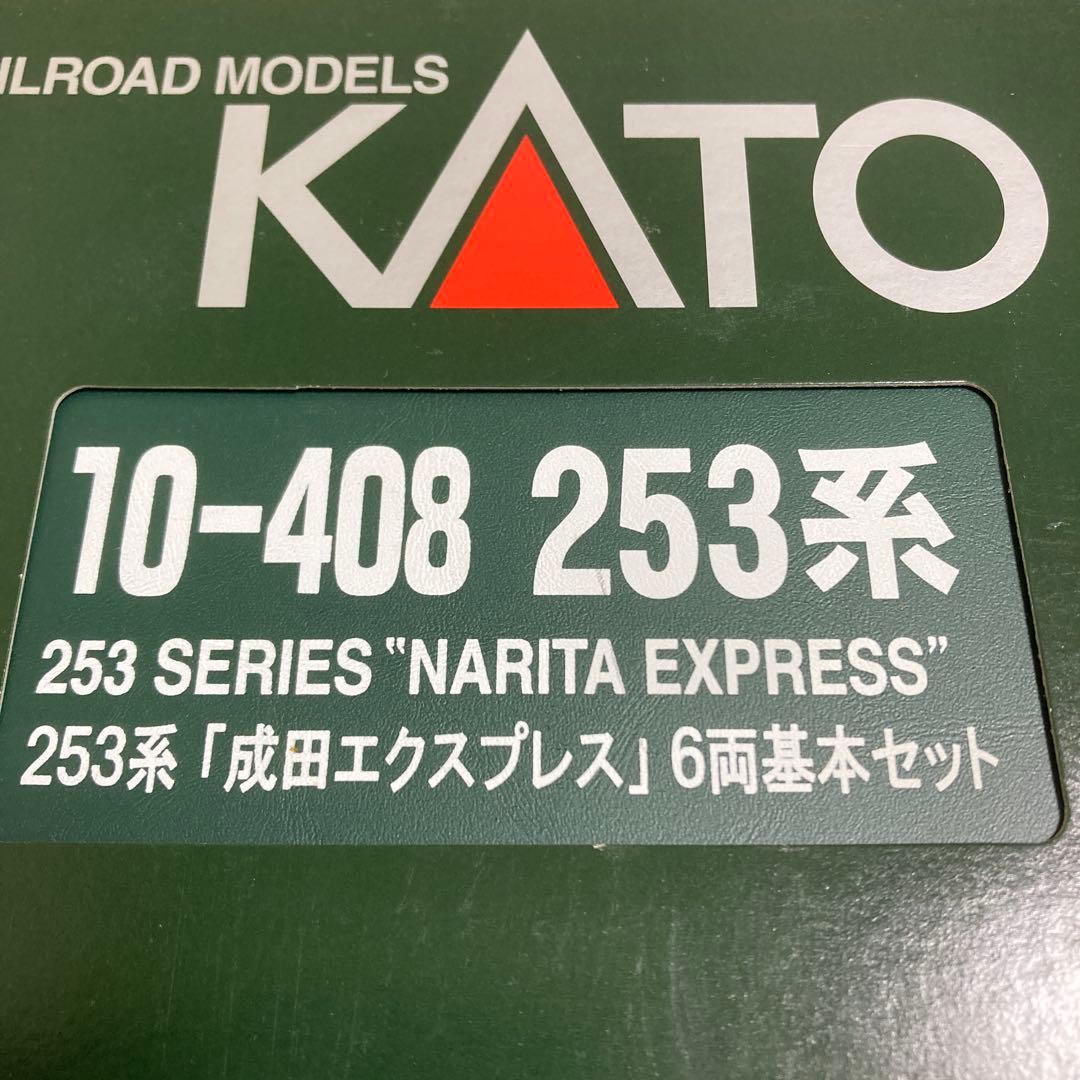 ILROAD MODELS
KATO
10-408 253系
253 SERIES "NARITA EXPRESS"
253系「成田エクスプレス」6両基本セット